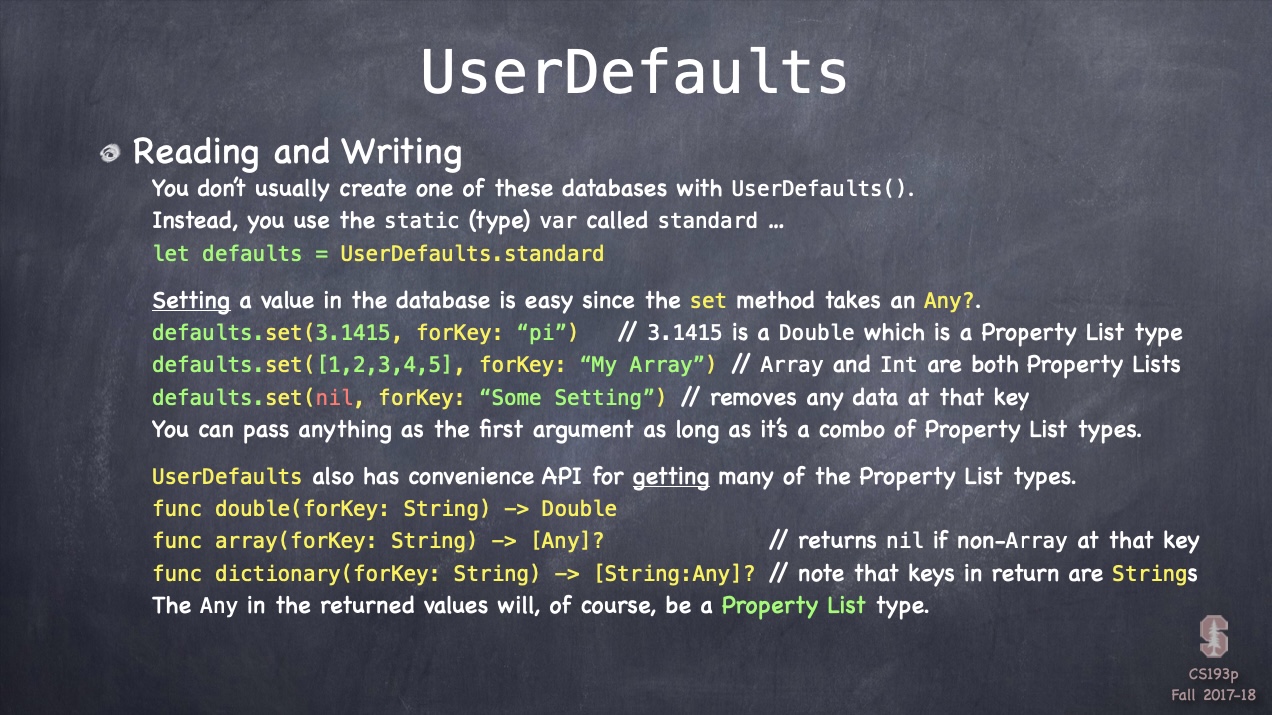 UserDefaults
Reading and Writing
You don't usually create one of these databases with UserDefaults().
Instead, you use the static (type) var called standard …
let defaults = UserDefaults.standard
Setting a value in the database is easy since the set method takes an Any?.
defaults.set(3.1415, forKey: “pi”) // 3.1415 is a Double which is a Property List type
defaults.set([1,2,3,4,5], forKey: “My Array”) // Array and Int are both Property Lists
defaults.set(nil, forKey: “Some Setting”) // removes any data at that key
You can pass anything as the first argument as long as it's a combo of Property List types.
UserDefaults also has convenience API for getting many of the Property List types.
func double(forKey: String) -> Double
func array(forKey: String) -> [Any]? // returns nil if non-Array at that key
func dictionary(forKey: String) -> [String:Any]? // note that keys in return are Strings
The Any in the returned values will, of course, be a Property List type.
S
CS193p
Fall 2017-18